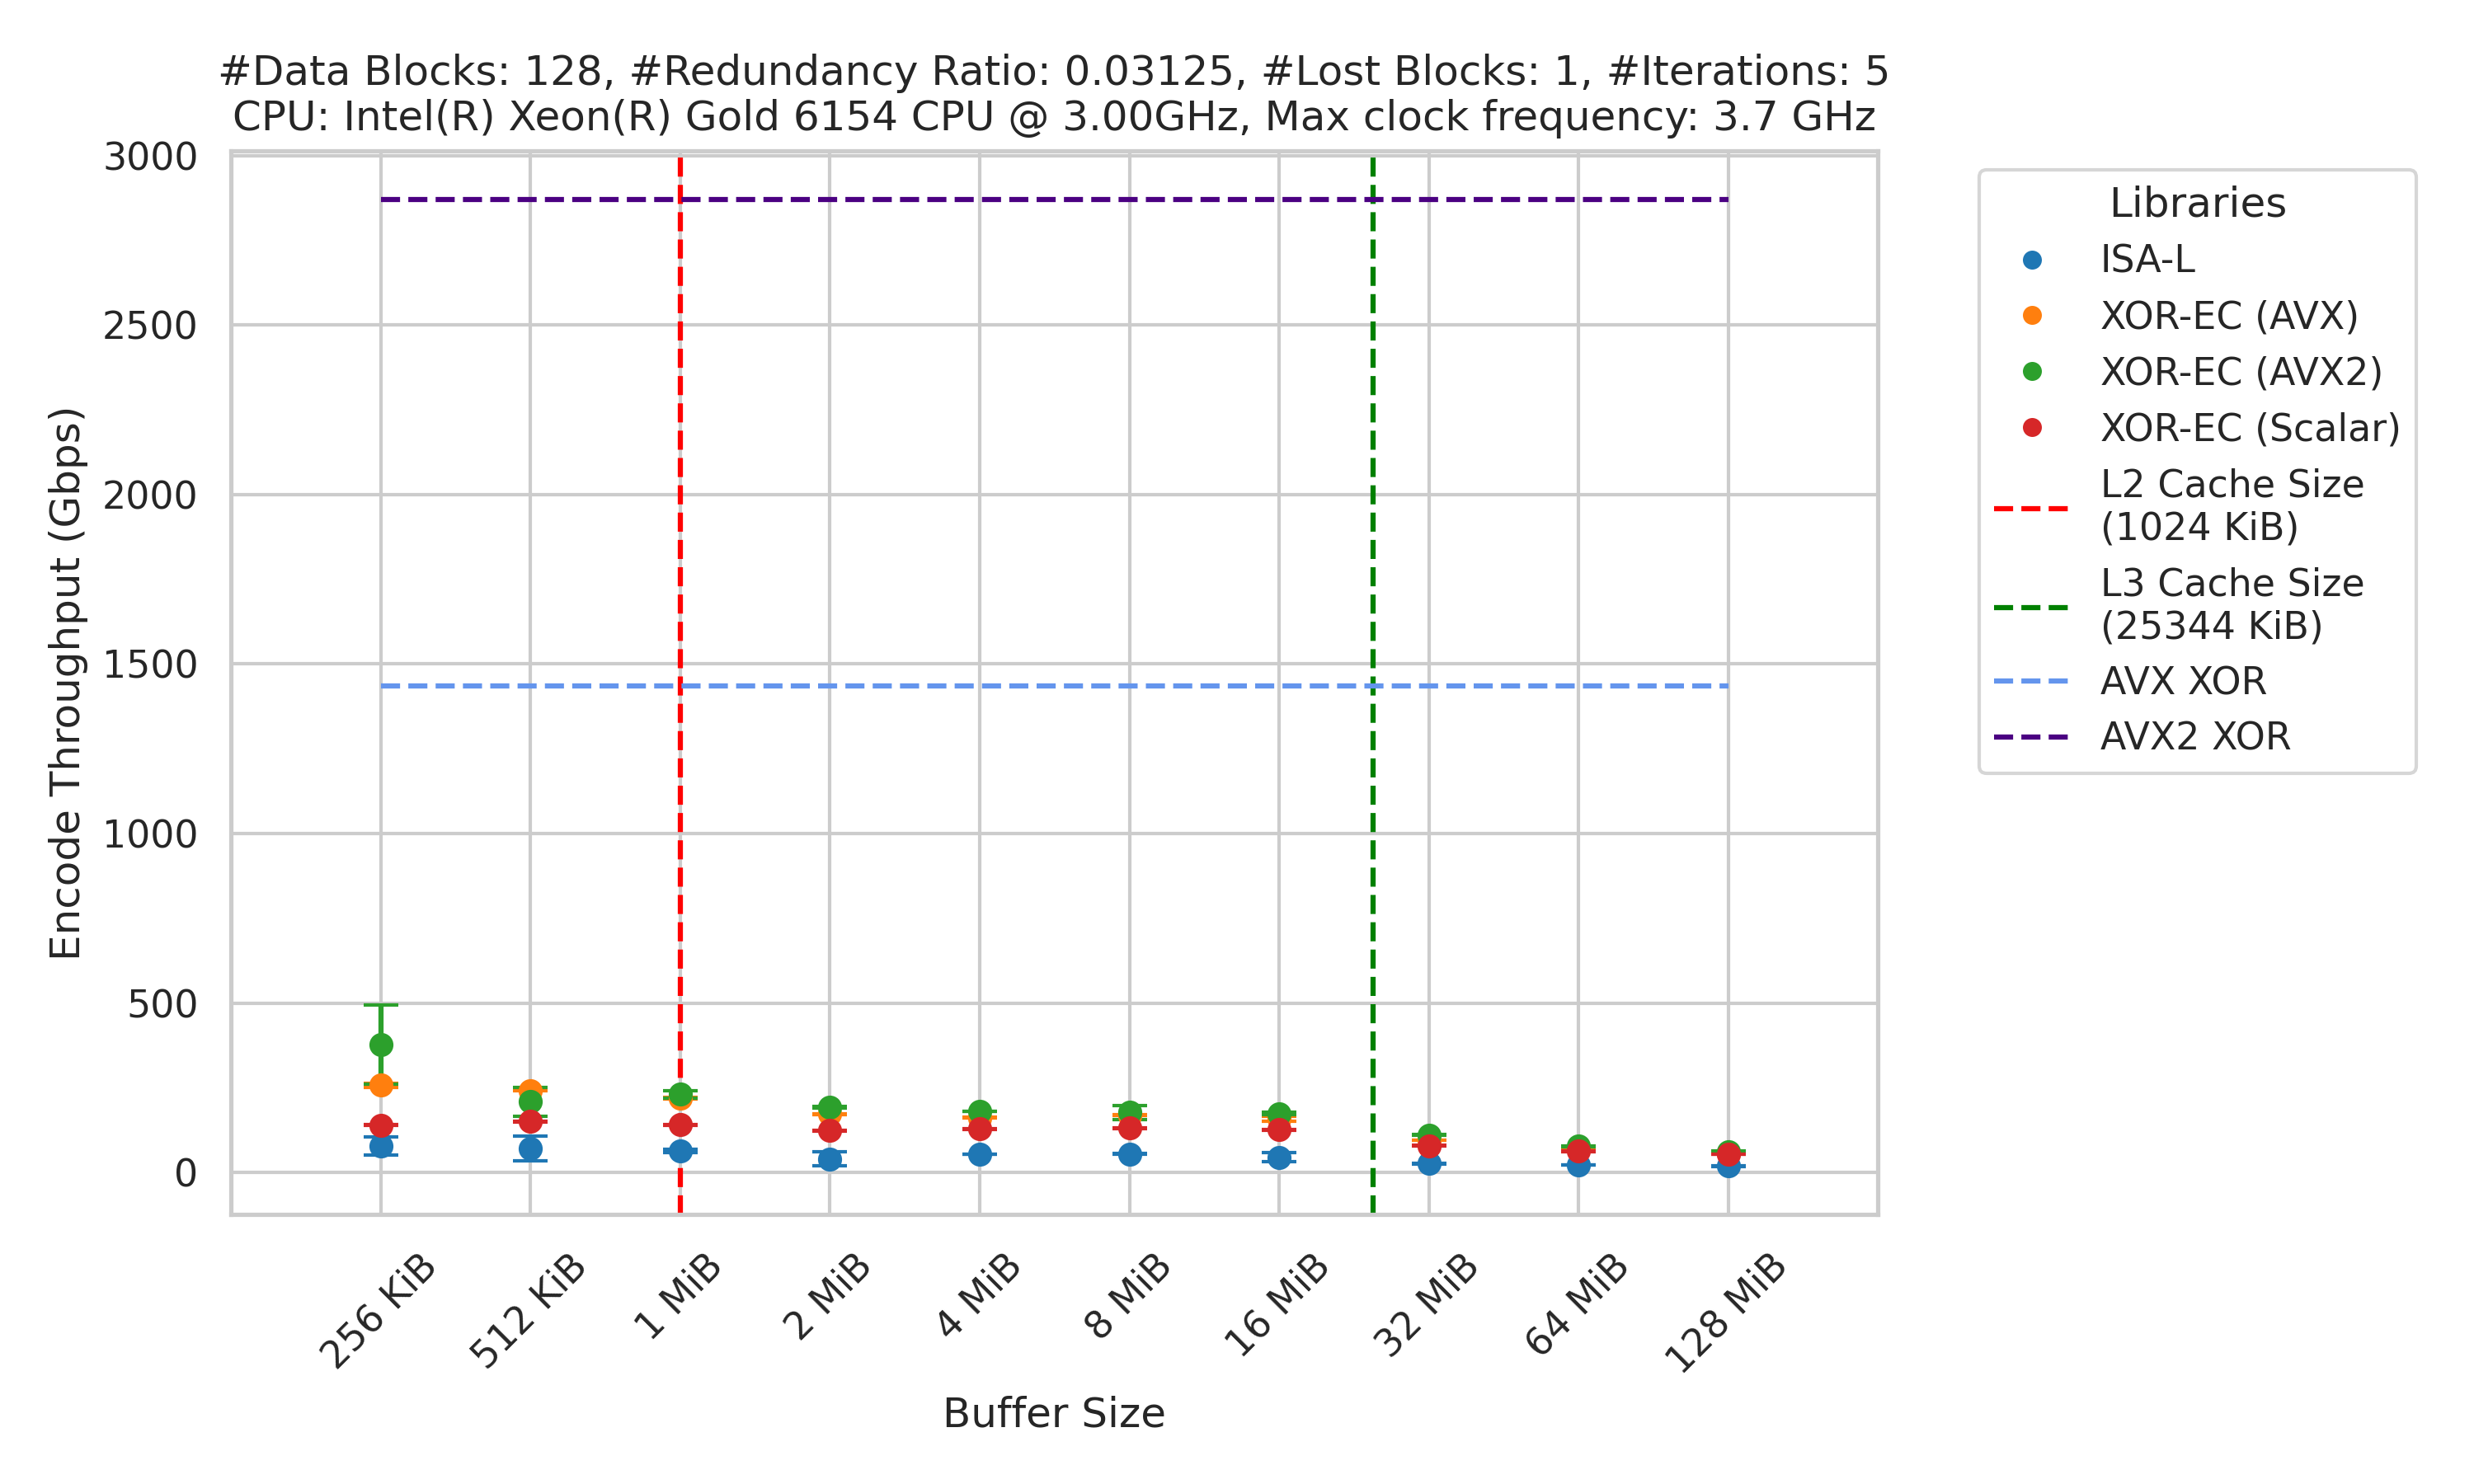 #Data Blocks: 128, #Redundancy Ratio: 0.03125, #Lost Blocks: 1, #Iterations: 5
CPU: Intel(R) Xeon(R) Gold 6154 CPU @ 3.00GHz, Max clock frequency: 3.7 GHz
Encode Throughput (Gbps)
3000
2500
2000
1500
1000
500
0
256 KiB
512 KiB
1 MiB
2 MiB
4 MiB
8 MiB
16 MiB
32 MiB
64 MiB
128 MiB
Buffer Size
Libraries
ISA-L
XOR-EC (AVX)
XOR-EC (AVX2)
XOR-EC (Scalar)
L2 Cache Size
(1024 KiB)
L3 Cache Size
(25344 KiB)
AVX XOR
AVX2 XOR